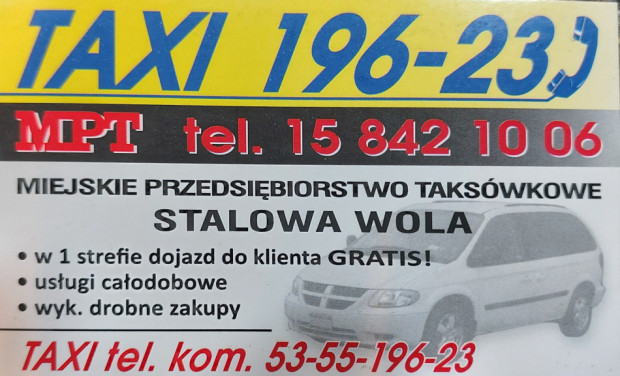 TAXI 196-23
MPT tel. 15 842 10 06
MIEJSKIE PRZEDSIĘBIORSTWO TAKSÓWKOWE
STALOWA WOLA
• w 1 strefie dojazd do klienta GRATIS!
• usługi całodobowe
• wyk. drobne zakupy
TAXI tel. kom. 53-55-196-23